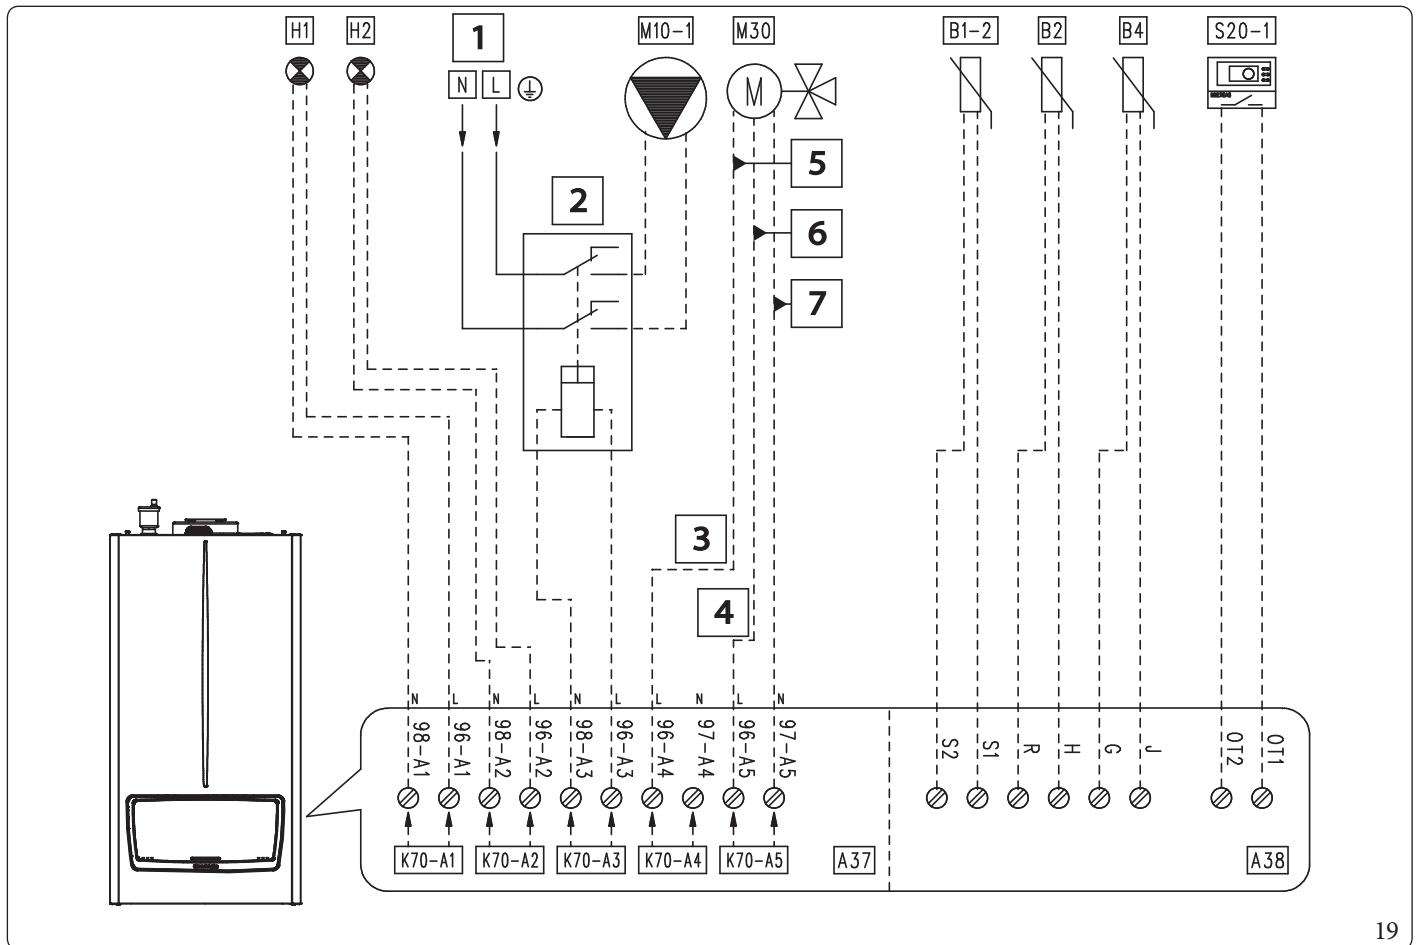 H1 H2 1 M10-1 M30 B1-2 B2 B4 S20-1
N L
M
5
2
6
7
3
4
N L N L N L L N L N
98-A1 96-A1 98-A2 96-A2 98-A3 96-A3 96-A4 97-A4 96-A5 97-A5 S2 S1 R H G J OT2 OT1
K70-A1 K70-A2 K70-A3 K70-A4 K70-A5 A37 A38
19